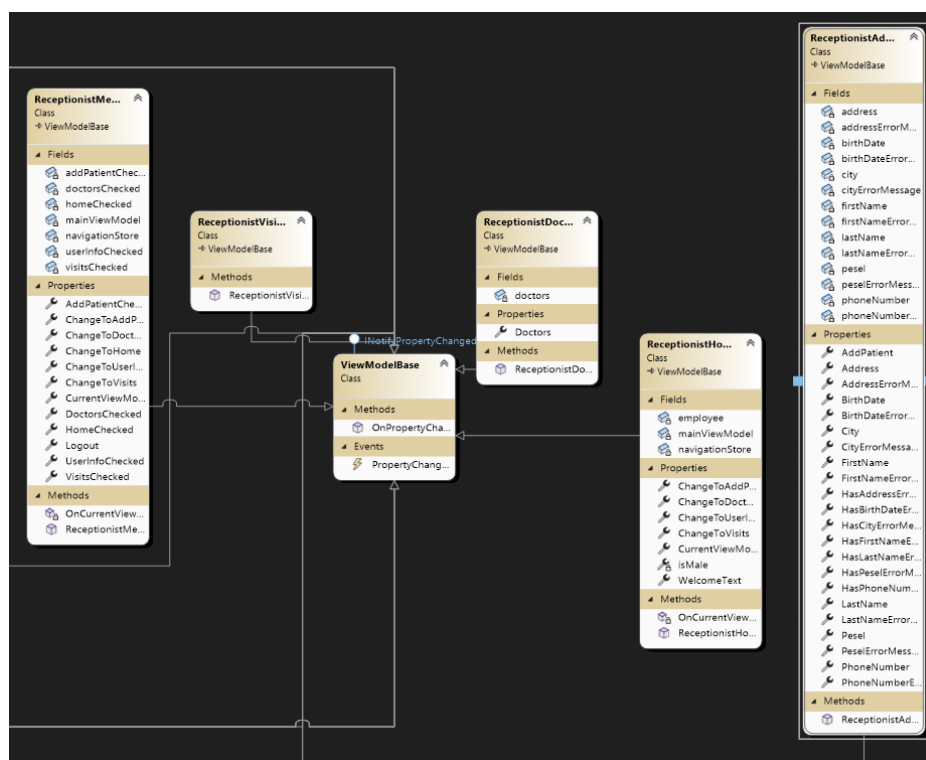 ReceptionistMe...
Class
ViewModelBase
Fields
addPatientChec...
doctorsChecked
homeChecked
mainViewModel
navigationStore
userInfoChecked
visitsChecked
Properties
AddPatientChe...
ChangeToAddP...
ChangeToDoct...
ChangeToHome
ChangeToUserI...
ChangeToVisits
CurrentViewMo...
DoctorsChecked
HomeChecked
Logout
UserInfoChecked
VisitsChecked
Methods
OnCurrentView...
ReceptionistMe...
ReceptionistVisi...
Class
ViewModelBase
Methods
ReceptionistVisi...
INotifyPropertyChanged
ViewModelBase
Class
Methods
OnPropertyCha...
Events
PropertyChang...
ReceptionistDoc...
Class
ViewModelBase
Fields
doctors
Properties
Doctors
Methods
ReceptionistDo...
ReceptionistHo...
Class
ViewModelBase
Fields
employee
mainViewModel
navigationStore
Properties
ChangeToAddP...
ChangeToDoct...
ChangeToUserI...
ChangeToVisits
CurrentViewMo...
isMale
WelcomeText
Methods
OnCurrentView...
ReceptionistHo...
ReceptionistAd...
Class
ViewModelBase
Fields
address
addressErrorM...
birthDate
birthDateError...
city
cityErrorMessage
firstName
firstNameError...
lastName
lastNameError...
pesel
peselErrorMess...
phoneNumber
phoneNumber...
Properties
AddPatient
Address
AddressErrorM...
BirthDate
BirthDateError...
City
CityErrorMessa...
FirstName
FirstNameError...
HasAddressErr...
HasBirthDateEr...
HasCityErrorMe...
HasFirstNameE...
HasLastNameEr...
HasPeselErrorM...
HasPhoneNum...
LastName
LastNameError...
Pesel
PeselErrorMess...
PhoneNumber
PhoneNumberE...
Methods
ReceptionistAd...